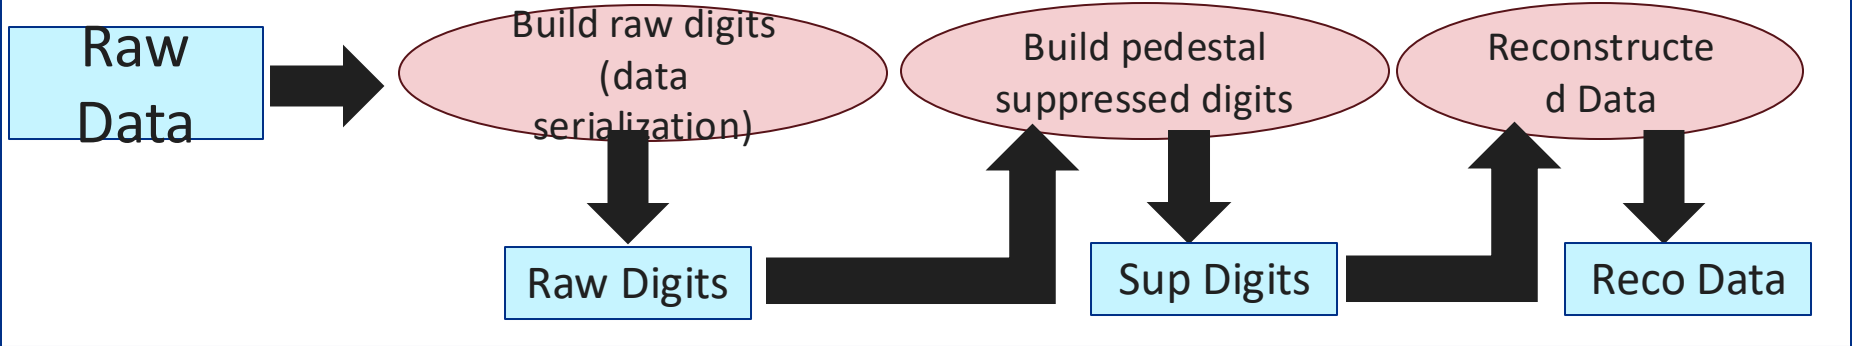 Raw
Data
Build raw digits
(data
serialization)
Build pedestal
suppressed digits
Reconstructe
d Data
Raw Digits
Sup Digits
Reco Data